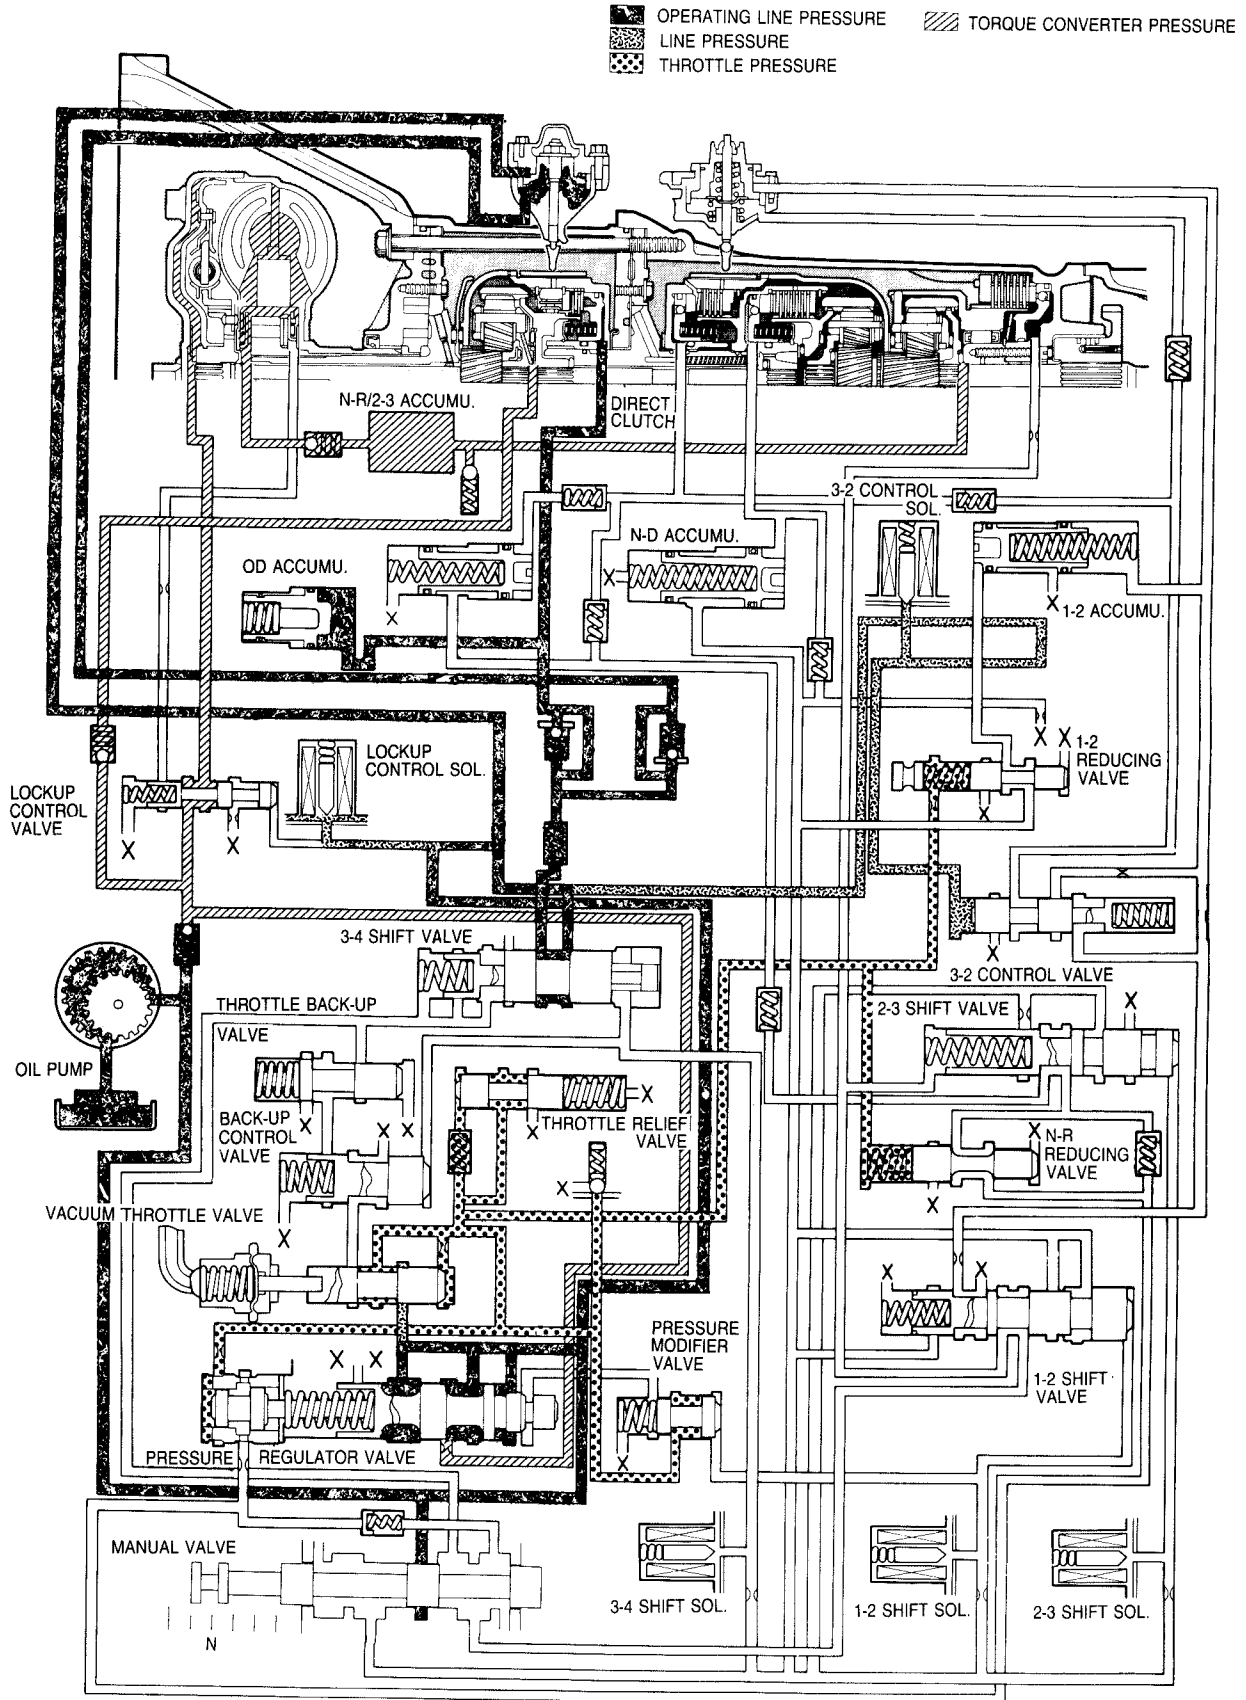 OPERATING LINE PRESSURE
TORQUE CONVERTER PRESSURE
LINE PRESSURE
THROTTLE PRESSURE
N-R/2-3 ACCUMU.
DIRECT
CLUTCH
3-2 CONTROL
SOL.
N-D ACCUMU.
OD ACCUMU.
X
X
X
1-2 ACCUMU.
LOCKUP
CONTROL SOL.
X
X
1-2
REDUCING
VALVE
LOCKUP
CONTROL
VALVE
X
X
X
X
3-4 SHIFT VALVE
X
3-2 CONTROL VALVE
THROTTLE BACK-UP
VALVE
2-3 SHIFT VALVE
X
OIL PUMP
X
X
X
X
BACK-UP
CONTROL
VALVE
X
THROTTLE RELIEF
VALVE
X
N-R
REDUCING
VALVE
X
X
VACUUM THROTTLE VALVE
X
X
X
PRESSURE
MODIFIER
VALVE
X
X
1-2 SHIFT
VALVE
PRESSURE REGULATOR VALVE
X
MANUAL VALVE
N
3-4 SHIFT SOL.
1-2 SHIFT SOL.
2-3 SHIFT SOL.